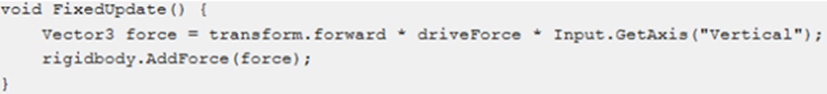 void FixedUpdate() {
    Vector3 force = transform.forward * driveForce * Input.GetAxis("Vertical");
    rigidbody.AddForce(force);
}